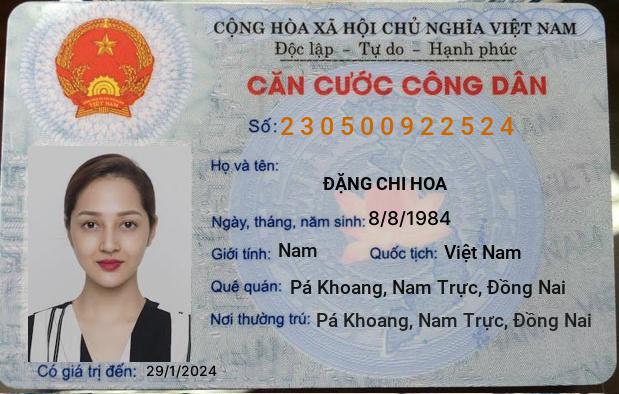 CỘNG HÒA XÃ HỘI CHỦ NGHĨA VIỆT NAM
Độc lập - Tự do - Hạnh phúc
CĂN CƯỚC CÔNG DÂN
Số: 230500922524
Họ và tên:
ĐẶNG CHI HOA
Ngày, tháng, năm sinh: 8/8/1984
Giới tính: Nam Quốc tịch: Việt Nam
Quê quán: Pá Khoang, Nam Trực, Đồng Nai
Nơi thường trú: Pá Khoang, Nam Trực, Đồng Nai
Có giá trị đến: 29/1/2024
VIỆT NAM